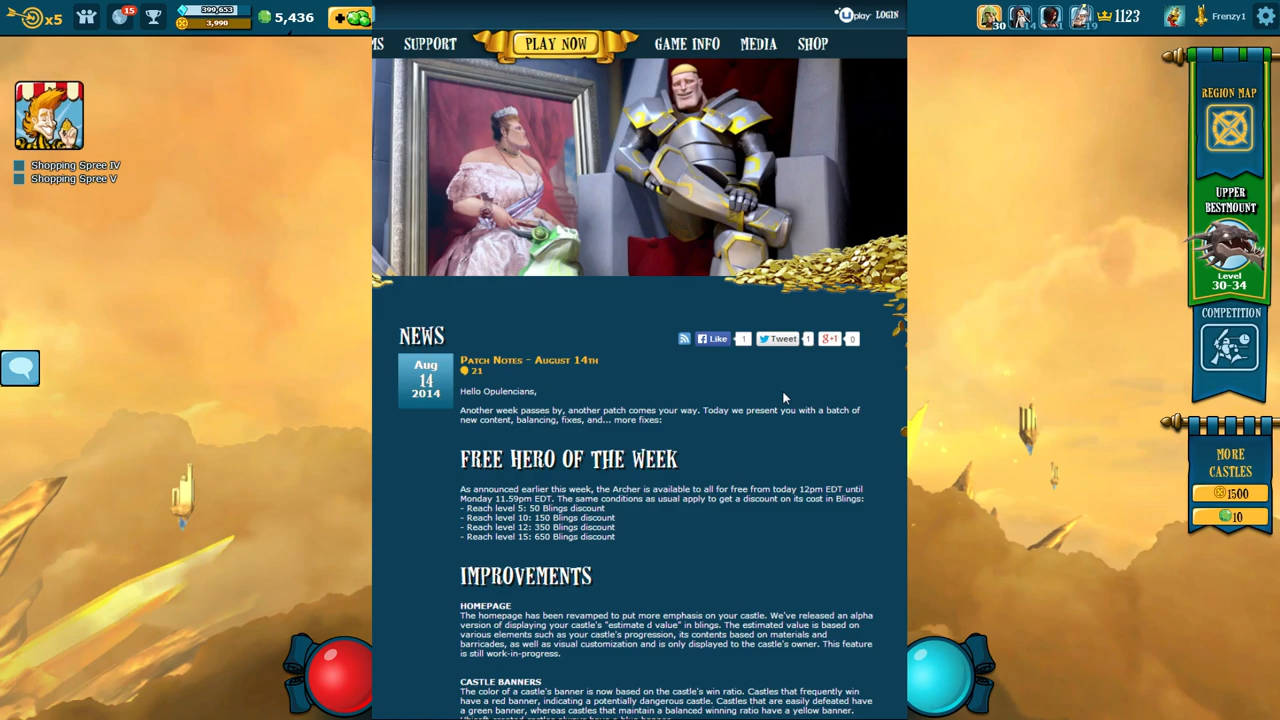 x5
15
399,653
3,990
5,436
Uplay LOGIN
MS SUPPORT PLAY NOW GAME INFO MEDIA SHOP
30
14
1
19
1123
Frenzy1
Shopping Spree IV
Shopping Spree V
REGION MAP
UPPER
BESTMOUNT
Level
30-34
COMPETITION
MORE
CASTLES
1500
10
NEWS
Like 1 Tweet 1 g+1 0
Aug
14
2014
Patch Notes - August 14th
21
Hello Opulencians,
Another week passes by, another patch comes your way. Today we present you with a batch of
new content, balancing, fixes, and... more fixes:
FREE HERO OF THE WEEK
As announced earlier this week, the Archer is available to all for free from today 12pm EDT until
Monday 11.59pm EDT. The same conditions as usual apply to get a discount on its cost in Blings:
- Reach level 5: 50 Blings discount
- Reach level 10: 150 Blings discount
- Reach level 12: 350 Blings discount
- Reach level 15: 650 Blings discount
IMPROVEMENTS
HOMEPAGE
The homepage has been revamped to put more emphasis on your castle. We've released an alpha
version of displaying your castle's "estimate d value" in blings. The estimated value is based on
various elements such as your castle's progression, its contents based on materials and
barricades, as well as visual customization and is only displayed to the castle's owner. This feature
is still work-in-progress.
CASTLE BANNERS
The color of a castle's banner is now based on the castle's win ratio. Castles that frequently win
have a red banner, indicating a potentially dangerous castle. Castles that are easily defeated have
a green banner, whereas castles that maintain a balanced winning ratio have a yellow banner.
Ubisoft created castles always have a blue banner.